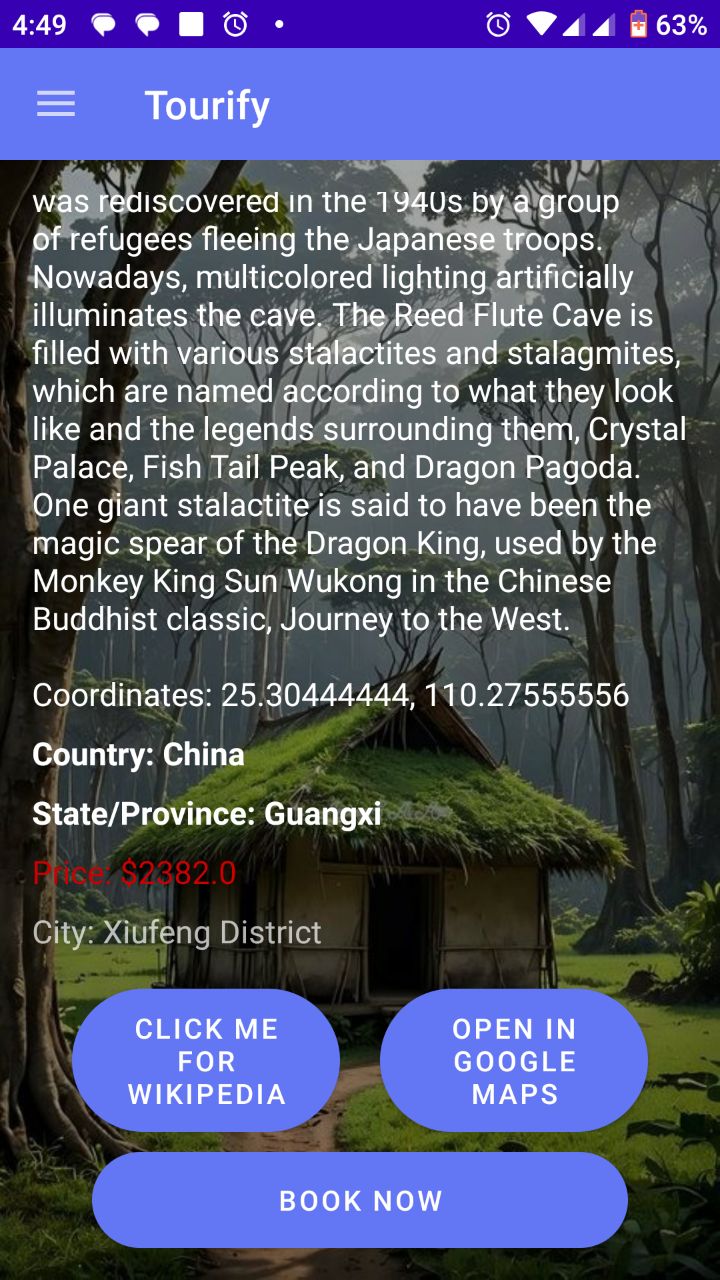 4:49
63%
Tourify
was rediscovered in the 1940s by a group
of refugees fleeing the Japanese troops.
Nowadays, multicolored lighting artificially
illuminates the cave. The Reed Flute Cave is
filled with various stalactites and stalagmites,
which are named according to what they look
like and the legends surrounding them, Crystal
Palace, Fish Tail Peak, and Dragon Pagoda.
One giant stalactite is said to have been the
magic spear of the Dragon King, used by the
Monkey King Sun Wukong in the Chinese
Buddhist classic, Journey to the West.
Coordinates: 25.30444444, 110.27555556
Country: China
State/Province: Guangxi
Price: $2382.0
City: Xiufeng District
CLICK ME
FOR
WIKIPEDIA
OPEN IN
GOOGLE
MAPS
BOOK NOW